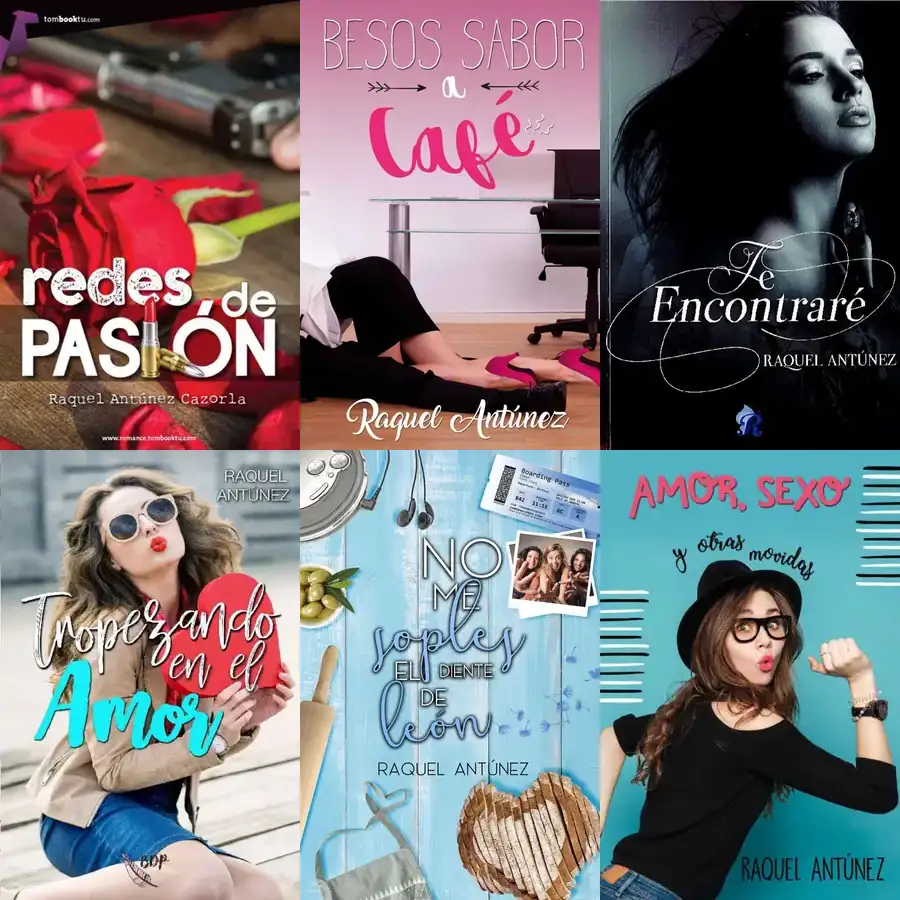 tombooktu.com
redes
de
PASIÓN
Raquel Antúnez Cazorla
www.romance.tombooktu.com
BESOS SABOR
a
Café
Raquel Antúnez
Te
Encontraré
RAQUEL ANTÚNEZ
R
RAQUEL
ANTÚNEZ
Tropezando
en el
Amor
BDP
Boarding Pass
NO
ME
soples
EL DIENTE
DE
león
RAQUEL ANTÚNEZ
AMOR, SEXO
y otras movidas
RAQUEL ANTÚNEZ